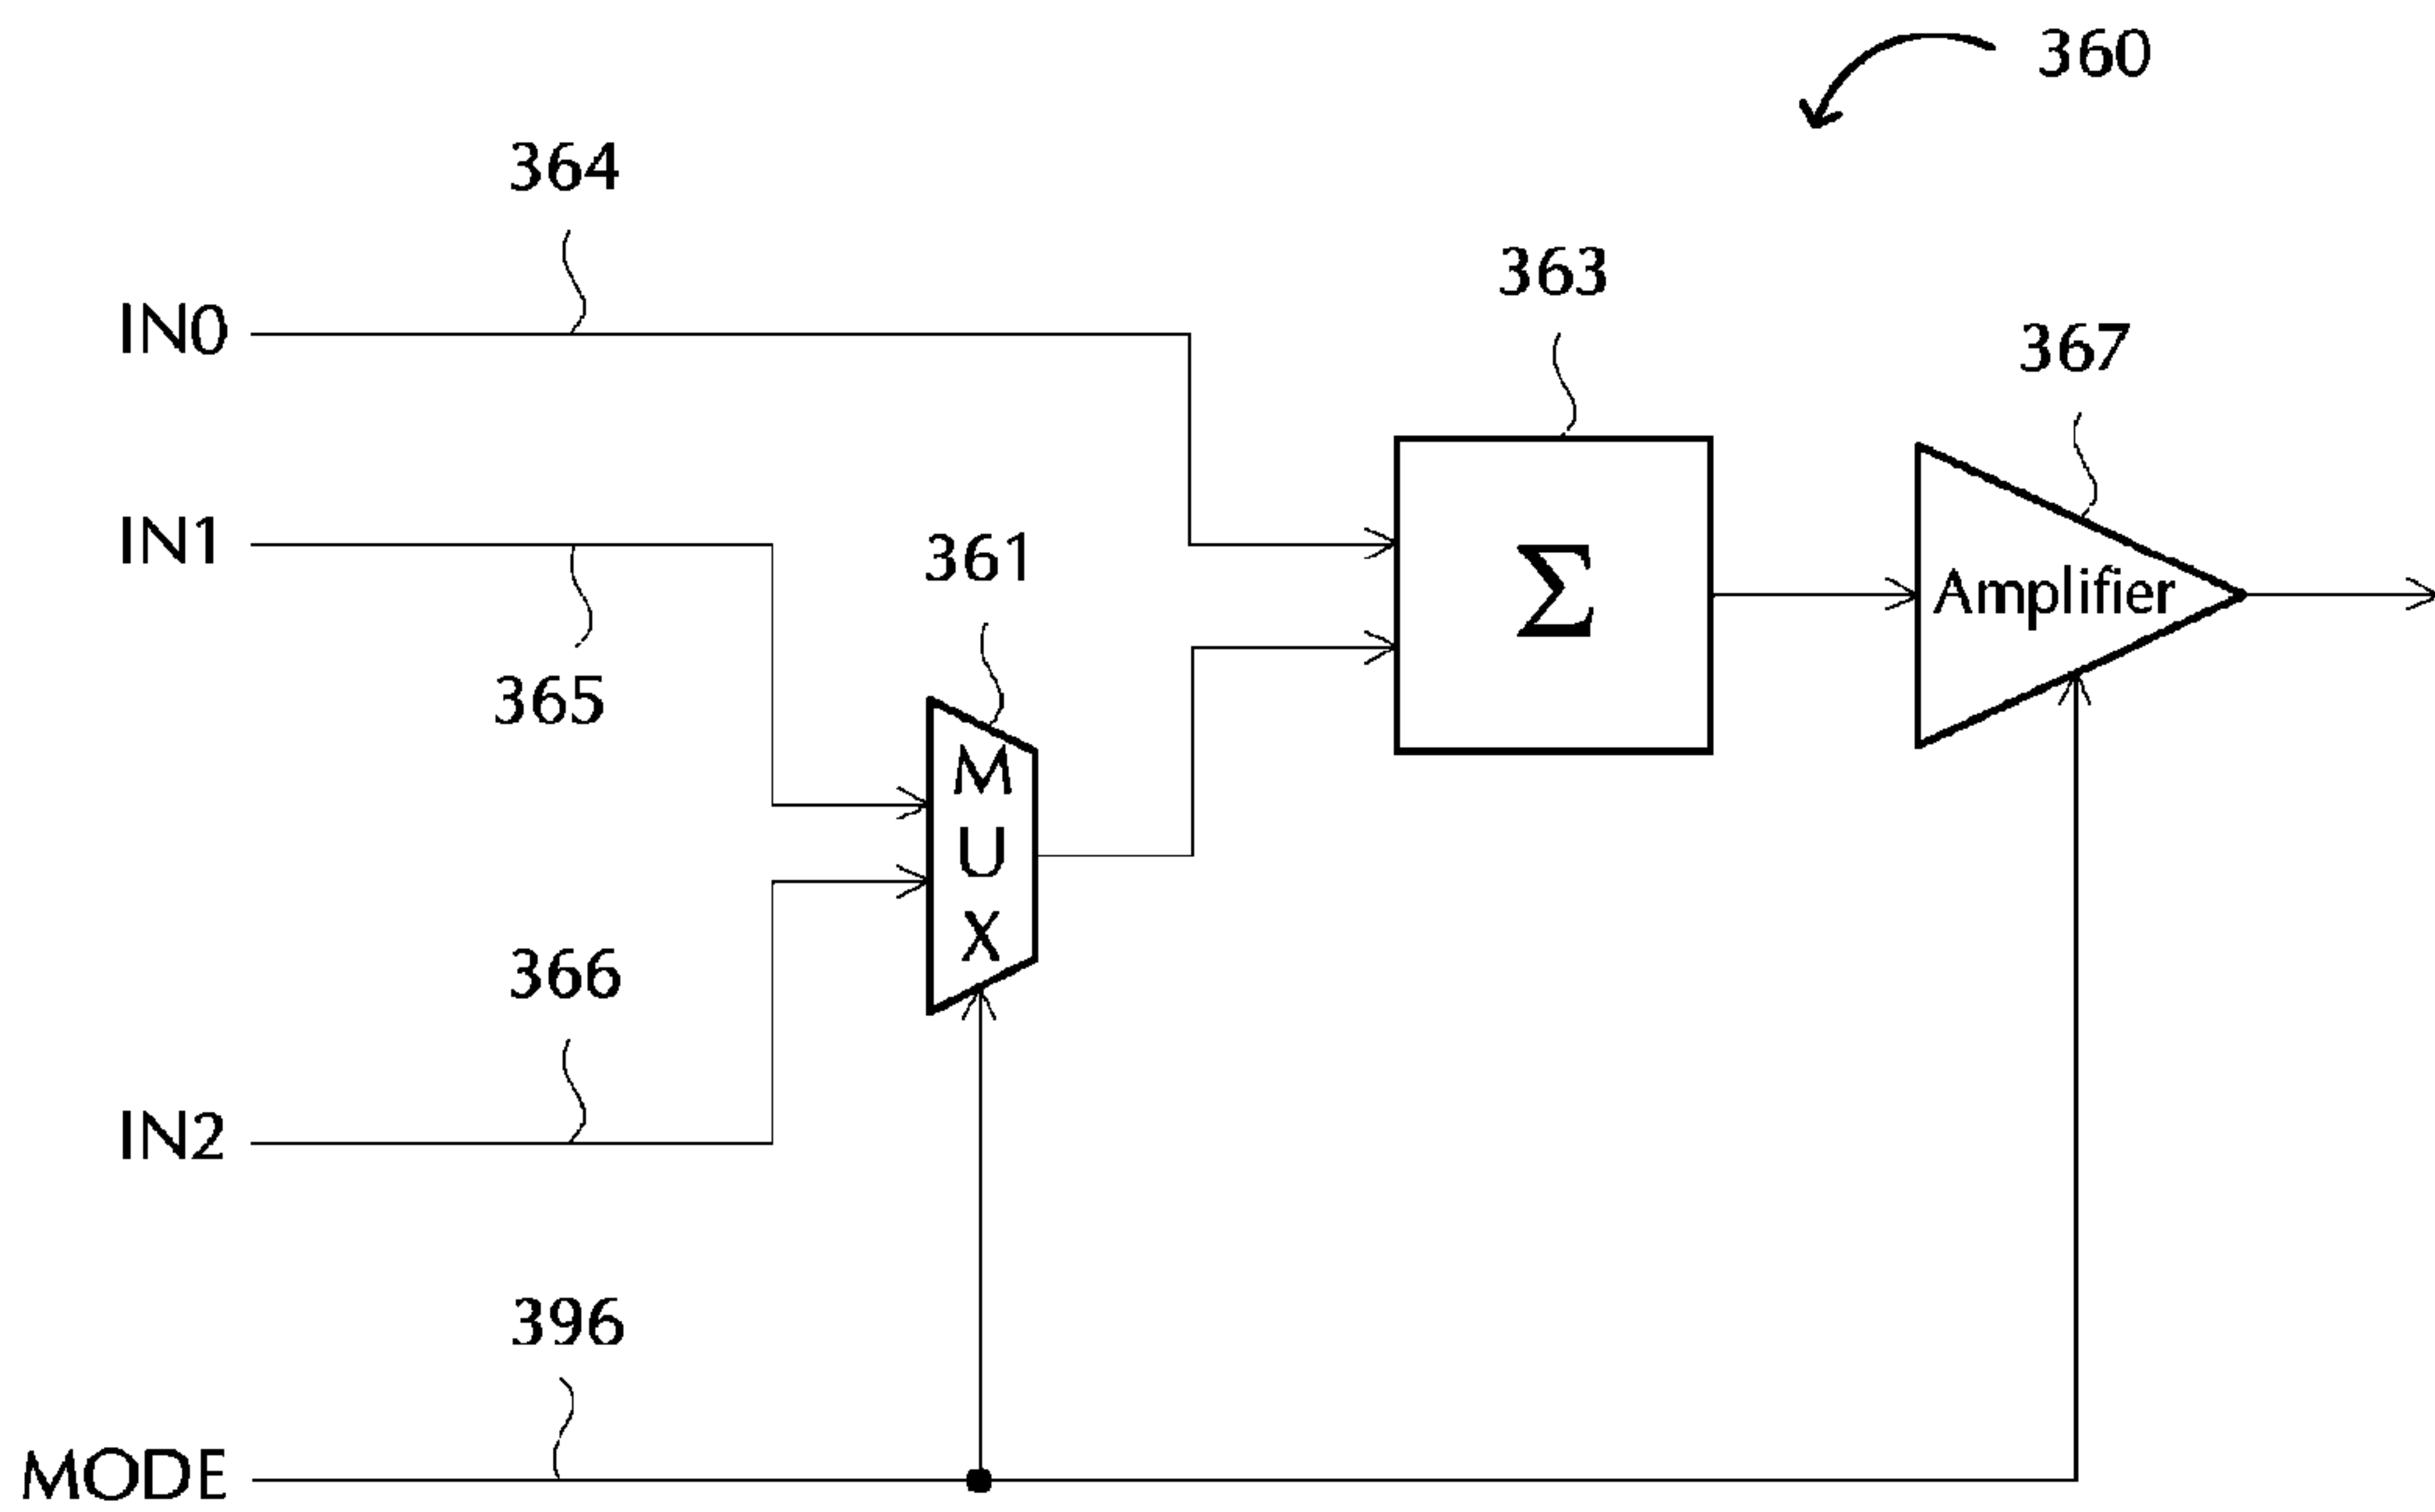 360
364
363
IN0
367
IN1
361
Σ
Amplifier
365
M
U
X
366
IN2
396
MODE